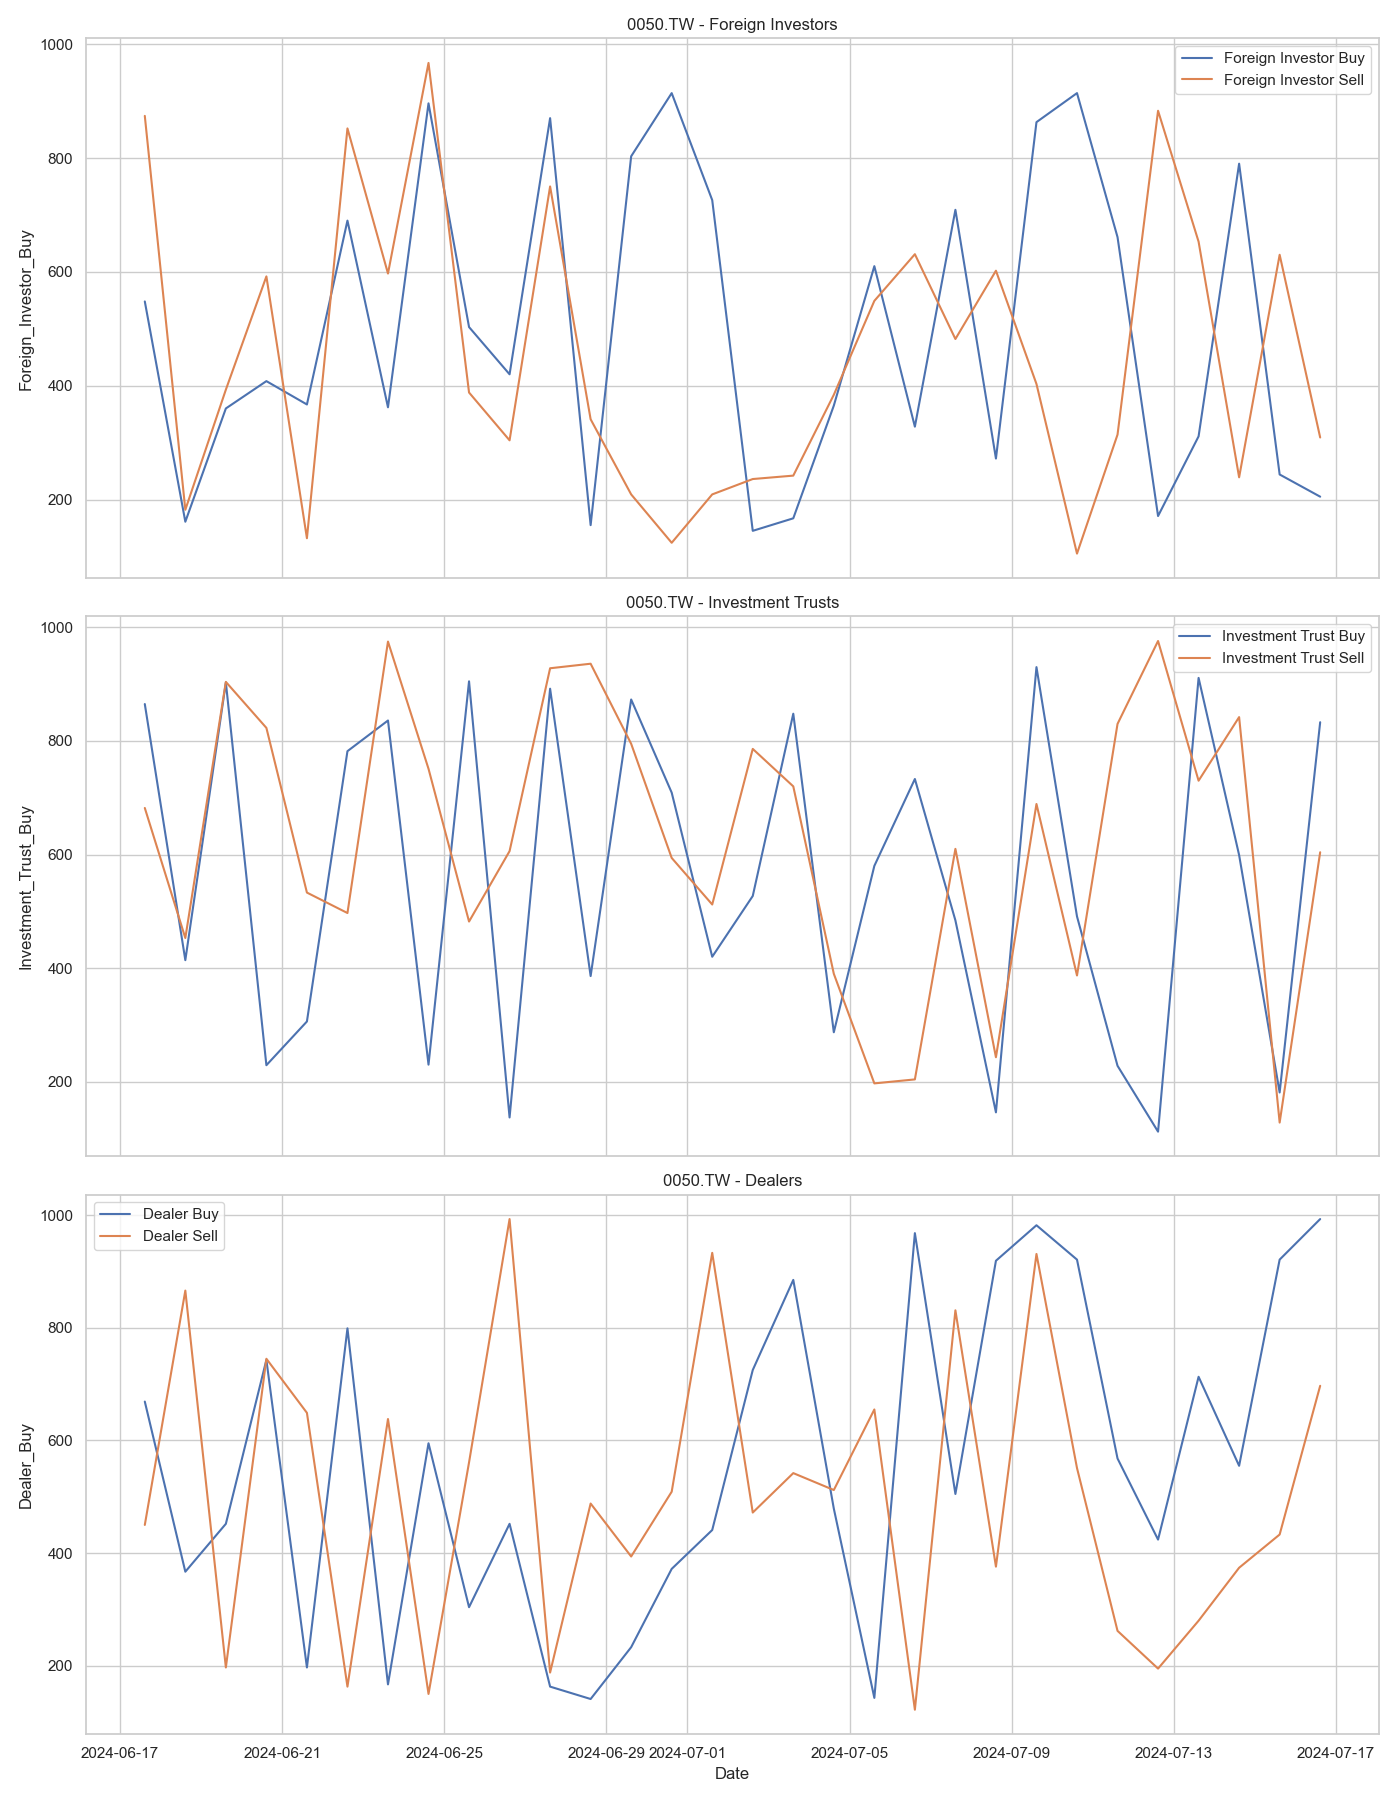 0050.TW - Foreign Investors
Foreign_Investor_Buy
1000
800
600
400
200
Foreign Investor Buy
Foreign Investor Sell
0050.TW - Investment Trusts
Investment_Trust_Buy
1000
800
600
400
200
Investment Trust Buy
Investment Trust Sell
0050.TW - Dealers
Dealer_Buy
1000
800
600
400
200
Dealer Buy
Dealer Sell
2024-06-17 2024-06-21 2024-06-25 2024-06-29 2024-07-01 2024-07-05 2024-07-09 2024-07-13 2024-07-17
Date